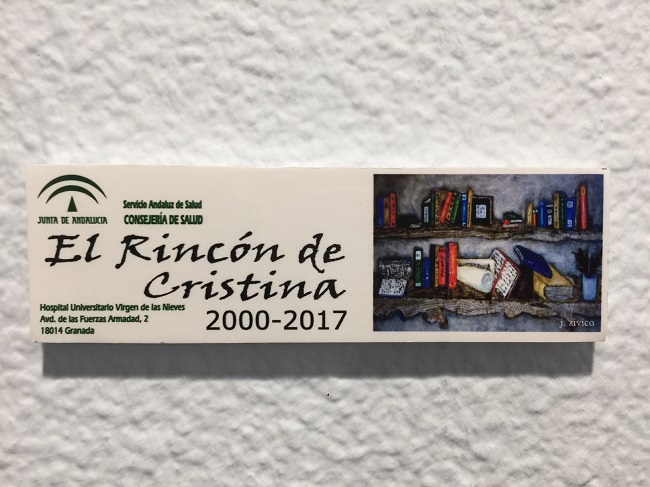 JUNTA DE ANDALUCIA
Servicio Andaluz de Salud
CONSEJERÍA DE SALUD
El Rincón de
Cristina
Hospital Universitario Virgen de las Nieves
Avd. de las Fuerzas Armadad, 2
18014 Granada
2000-2017
j. zivico